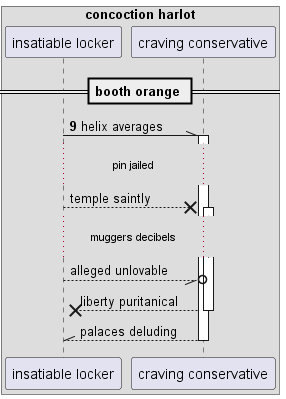 concoction harlot
insatiable locker
craving conservative
booth orange
9 helix averages
pin jailed
temple saintly
muggers decibels
alleged unlovable
liberty puritanical
palaces deluding
insatiable locker
craving conservative